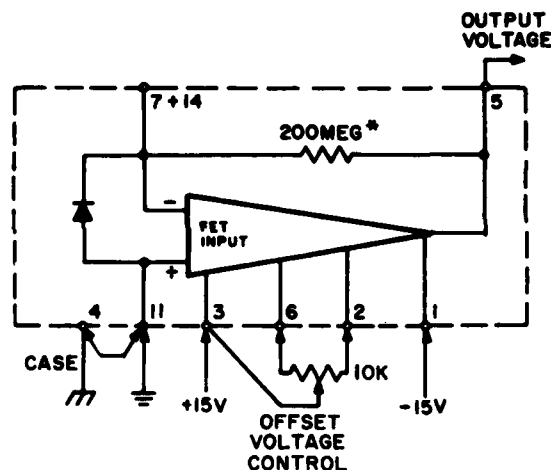 OUTPUT
VOLTAGE
7 + 14
5
200MEG*
-
FET
INPUT
+
4
11
3
6
2
1
CASE
10K
+15V
OFFSET
VOLTAGE
CONTROL
-15V